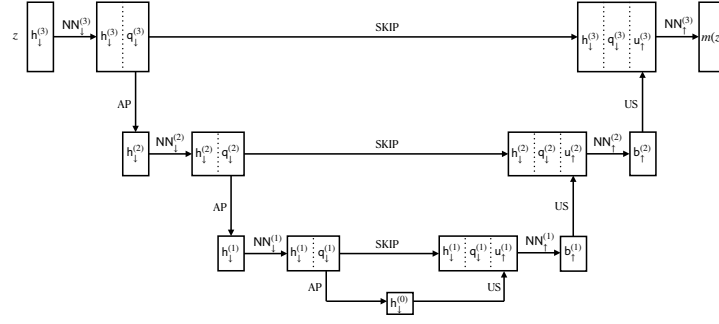 z h↓^(3) NN↓^(3) h↓^(3) q↓^(3) SKIP h↓^(3) q↓^(3) u↑^(3) NN↑^(3) m(z
AP US
h↓^(2) NN↓^(2) h↓^(2) q↓^(2) SKIP h↓^(2) q↓^(2) u↑^(2) NN↑^(2) b↑^(2)
AP US
h↓^(1) NN↓^(1) h↓^(1) q↓^(1) SKIP h↓^(1) q↓^(1) u↑^(1) NN↑^(1) b↑^(1)
AP h↓^(0) US